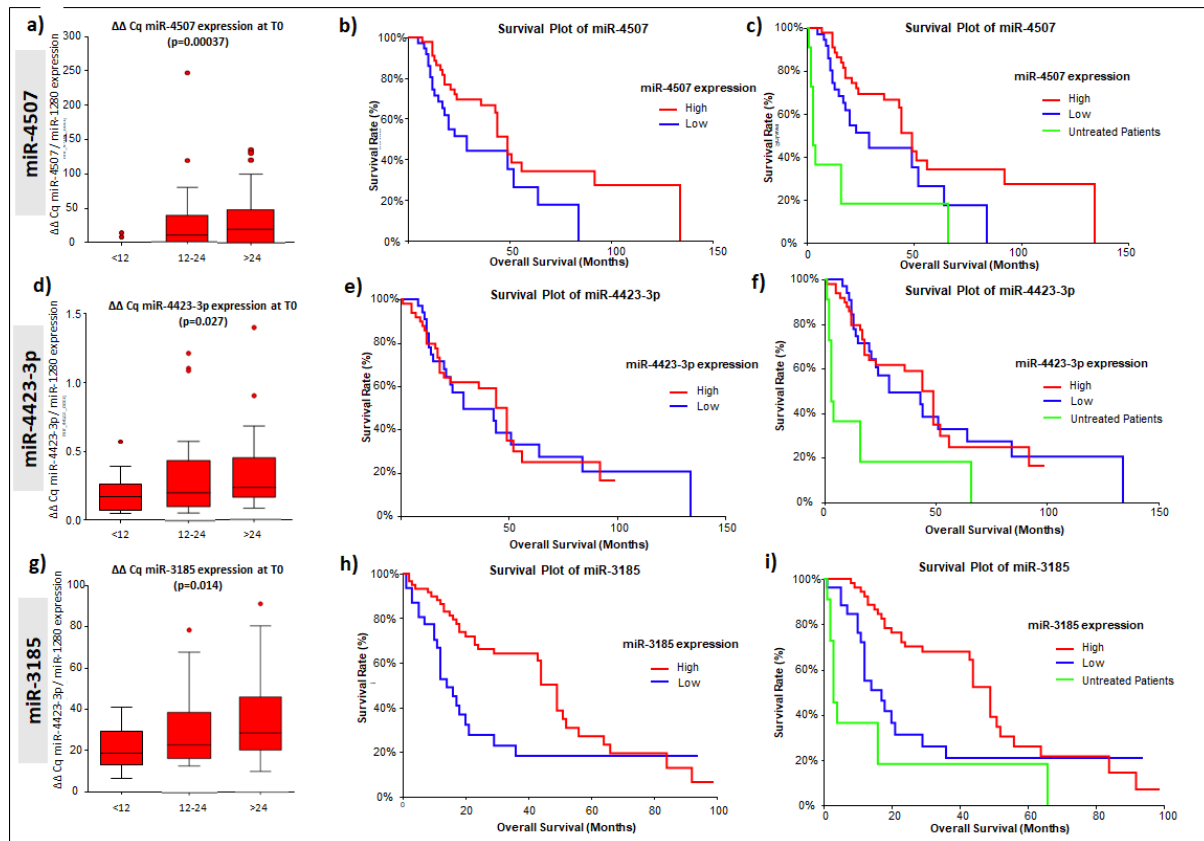 a)
ΔΔ Cq miR-4507 expression at T0
(p=0.00037)
miR-4507
ΔΔ Cq miR-4507 / miR-1280 expression
300
250
200
150
100
50
0
<12
12-24
>24
b)
Survival Plot of miR-4507
Survival Rate (%)
100%
80%
60%
40%
20%
0%
miR-4507 expression
High
Low
0
50
100
150
Overall Survival (Months)
c)
Survival Plot of miR-4507
Survival Rate (%)
100%
80%
60%
40%
20%
0%
miR-4507 expression
High
Low
Untreated Patients
0
50
100
150
Overall Survival (Months)
d)
ΔΔ Cq miR-4423-3p expression at T0
(p=0.027)
miR-4423-3p
ΔΔ Cq miR-4423-3p / miR-1280 expression
1.5
1.0
0.5
0.0
<12
12-24
>24
e)
Survival Plot of miR-4423-3p
Survival Rate (%)
100%
80%
60%
40%
20%
0%
miR-4423-3p expression
High
Low
50
100
150
Overall Survival (Months)
f)
Survival Plot of miR-4423-3p
Survival Rate (%)
100%
80%
60%
40%
20%
0%
miR-4423-3p expression
High
Low
Untreated Patients
0
50
100
150
Overall Survival (Months)
g)
ΔΔ Cq miR-3185 expression at T0
(p=0.014)
miR-3185
ΔΔ Cq miR-4423-3p / miR-1280 expression
100
80
60
40
20
0
<12
12-24
>24
h)
Survival Plot of miR-3185
Survival Rate (%)
100%
80%
60%
40%
20%
0%
miR-3185 expression
High
Low
0
20
40
60
80
100
Overall Survival (Months)
i)
Survival Plot of miR-3185
Survival Rate (%)
100%
80%
60%
40%
20%
0%
miR-3185 expression
High
Low
Untreated Patients
0
20
40
60
80
100
Overall Survival (Months)